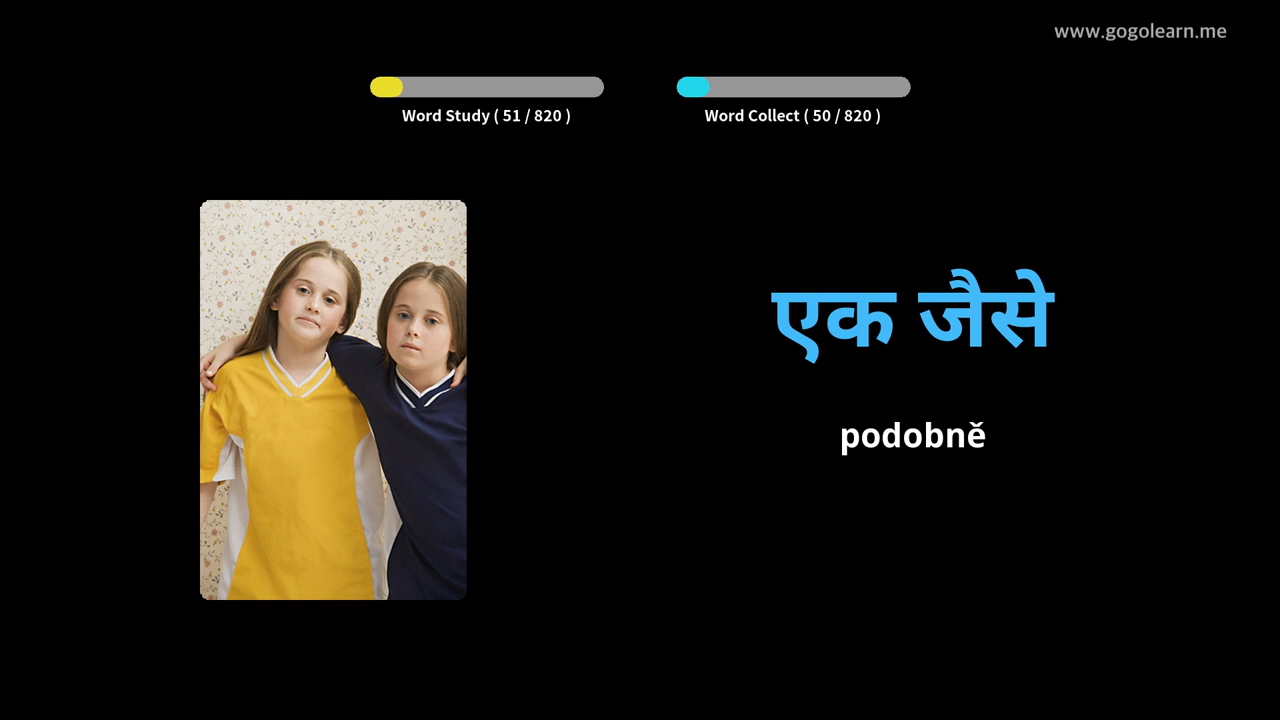 www.gogolearn.me
Word Study ( 51 / 820 )
Word Collect ( 50 / 820 )
एक जैसे
podobně